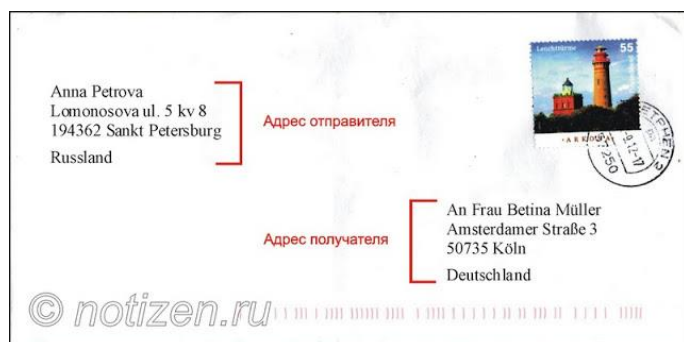 Leuchttürme 55
Anna Petrova
Lomonosova ul. 5 kv 8
194362 Sankt Petersburg
Russland
Адрес отправителя
An Frau Betina Müller
Amsterdamer Straße 3
50735 Köln
Deutschland
Адрес получателя
© notizen.ru